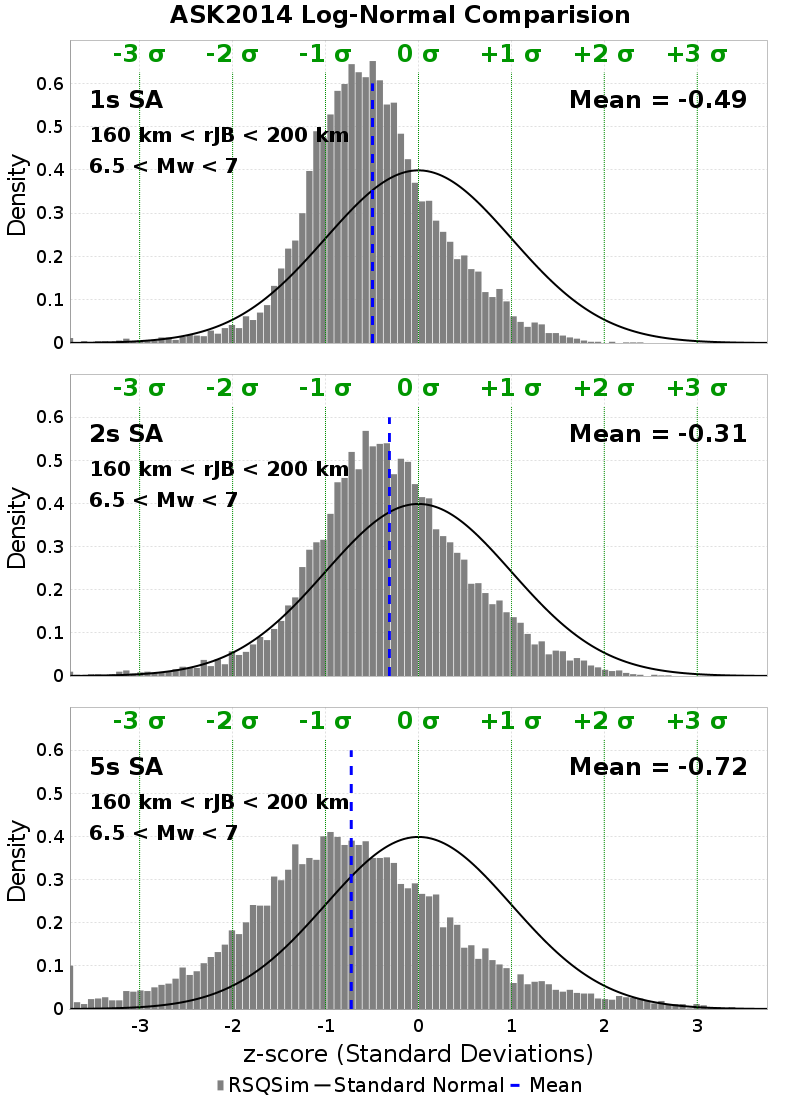 ASK2014 Log-Normal Comparision
-3 σ -2 σ -1 σ 0 σ +1 σ +2 σ +3 σ
1s SA
Mean = -0.49
160 km < rJB < 200 km
6.5 < Mw < 7
Density
0.6
0.5
0.4
0.3
0.2
0.1
0
-3 σ -2 σ -1 σ 0 σ +1 σ +2 σ +3 σ
2s SA
Mean = -0.31
160 km < rJB < 200 km
6.5 < Mw < 7
Density
0.6
0.5
0.4
0.3
0.2
0.1
0
-3 σ -2 σ -1 σ 0 σ +1 σ +2 σ +3 σ
5s SA
Mean = -0.72
160 km < rJB < 200 km
6.5 < Mw < 7
Density
0.6
0.5
0.4
0.3
0.2
0.1
0
-3 -2 -1 0 1 2 3
z-score (Standard Deviations)
RSQSim Standard Normal Mean